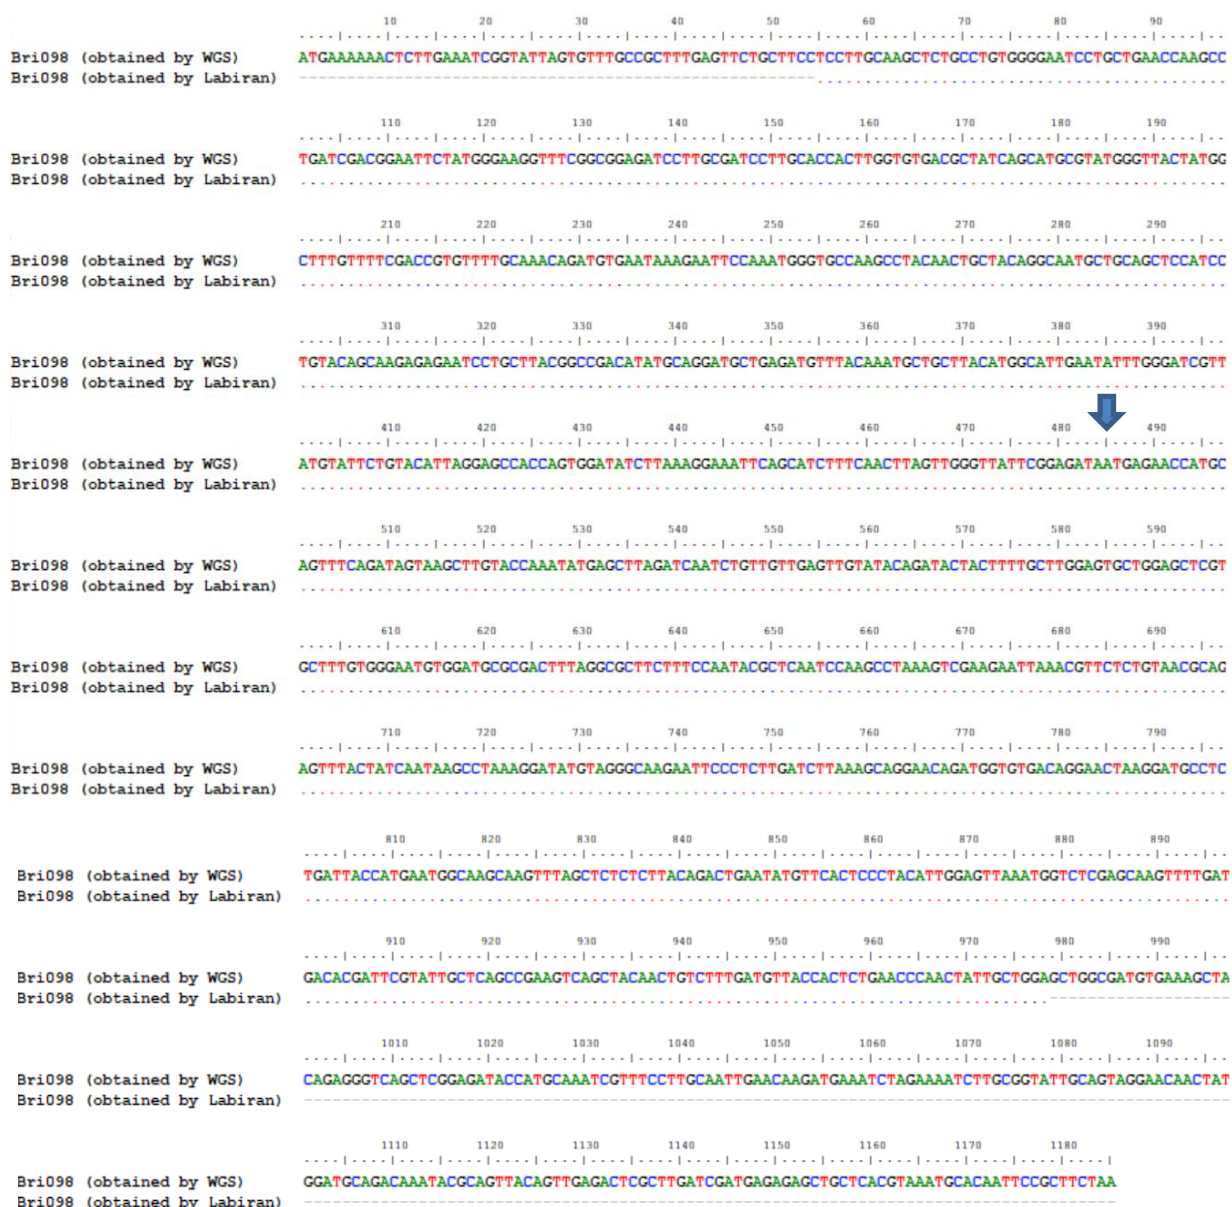 10 20 30 40 50 60 70 80 90
Bri098 (obtained by WGS) ATGAAAAAACTCTTGAAATCGGTATTAGTGTTTGCCGCTTTGAGTTCTGCTTCCTCCTTGCAAGCTCTGCCTGTGGGGAATCCTGCTGAACCAAGCC
Bri098 (obtained by Labiran)
110 120 130 140 150 160 170 180 190
Bri098 (obtained by WGS) TGATCGACGGAATTCTATGGGAAGGTTTCGGCGGAGATCCTTGCGATCCTTGCACCACTTGGTGTGACGCTATCAGCATGCGTATGGGTTACTATGG
Bri098 (obtained by Labiran)
210 220 230 240 250 260 270 280 290
Bri098 (obtained by WGS) CTTTGTTTTCGACCGTGTTTTGCAAACAGATGTGAATAAAGAATTCCAAATGGGTGCCAAGCCTACAACTGCTACAGGCAATGCTGCAGCTCCATCC
Bri098 (obtained by Labiran)
310 320 330 340 350 360 370 380 390
Bri098 (obtained by WGS) TGTACAGCAAGAGAGAATCCTGCTTACGGCCGACATATGCAGGATGCTGAGATGTTTACAAATGCTGCTTACATGGCATTGAATATTTGGGATCGTT
Bri098 (obtained by Labiran)
410 420 430 440 450 460 470 480 490
Bri098 (obtained by WGS) ATGTATTCTGTACATTAGGAGCCACCAGTGGATATCTTAAAGGAAATTCAGCATCTTTCAACTTAGTTGGGTTATTCGGAGATAATGAGAACCATGC
Bri098 (obtained by Labiran)
510 520 530 540 550 560 570 580 590
Bri098 (obtained by WGS) AGTTTCAGATAGTAAGCTTGTACCAAATATGAGCTTAGATCAATCTGTTGTTGAGTTGTATACAGATACTACTTTTGCTTGGAGTGCTGGAGCTCGT
Bri098 (obtained by Labiran)
610 620 630 640 650 660 670 680 690
Bri098 (obtained by WGS) GCTTTGTGGGAATGTGGATGCGCGACTTTAGGCGCTTCTTTCCAATACGCTCAATCCAAGCCTAAAGTCGAAGAATTAAACGTTCTCTGTAACGCAG
Bri098 (obtained by Labiran)
710 720 730 740 750 760 770 780 790
Bri098 (obtained by WGS) AGTTTACTATCAATAAGCCTAAAGGATATGTAGGGCAAGAATTCCCTCTTGATCTTAAAGCAGGAACAGATGGTGTGACAGGAACTAAGGATGCCTC
Bri098 (obtained by Labiran)
810 820 830 840 850 860 870 880 890
Bri098 (obtained by WGS) TGATTACCATGAATGGCAAGCAAGTTTAGCTCTCTCTTACAGACTGAATATGTTCACTCCCTACATTGGAGTTAAATGGTCTCGAGCAAGTTTTGAT
Bri098 (obtained by Labiran)
910 920 930 940 950 960 970 980 990
Bri098 (obtained by WGS) GACACGATTCGTATTGCTCAGCCGAAGTCAGCTACAACTGTCTTTGATGTTACCACTCTGAACCCAACTATTGCTGGAGCTGGCGATGTGAAAGCTA
Bri098 (obtained by Labiran)
1010 1020 1030 1040 1050 1060 1070 1080 1090
Bri098 (obtained by WGS) CAGAGGGTCAGCTCGGAGATACCATGCAAATCGTTTCCTTGCAATTGAACAAGATGAAATCTAGAAAATCTTGCGGTATTGCAGTAGGAACAACTAT
Bri098 (obtained by Labiran)
1110 1120 1130 1140 1150 1160 1170 1180
Bri098 (obtained by WGS) GGATGCAGACAAATACGCAGTTACAGTTGAGACTCGCTTGATCGATGAGAGAGCTGCTCACGTAAATGCACAATTCCGCTTCTAA
Bri098 (obtained by Labiran)